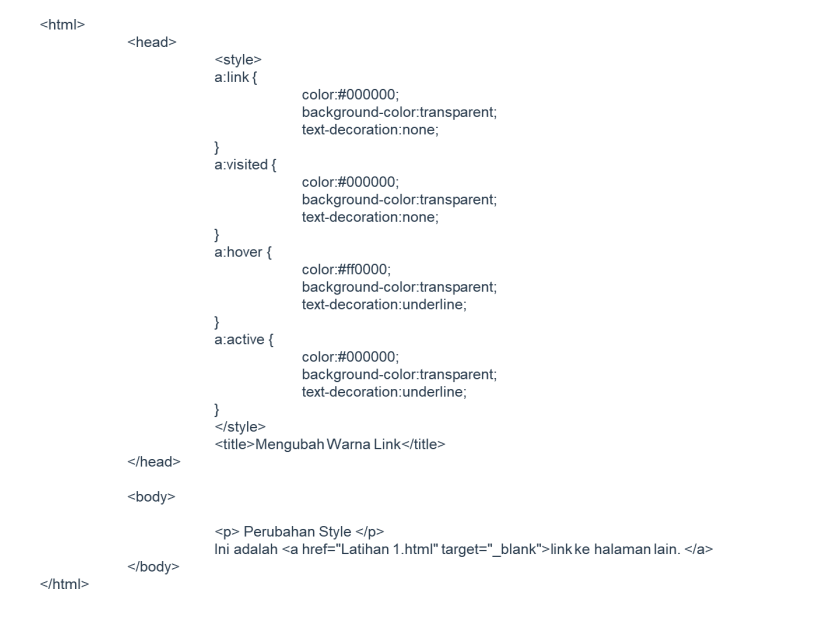 <html>
<head>
<style>
a:link {
color:#000000;
background-color:transparent;
text-decoration:none;
}
a:visited {
color:#000000;
background-color:transparent;
text-decoration:none;
}
a:hover {
color:#ff0000;
background-color:transparent;
text-decoration:underline;
}
a:active {
color:#000000;
background-color:transparent;
text-decoration:underline;
}
</style>
<title>Mengubah Warna Link</title>
</head>
<body>
<p> Perubahan Style </p>
Ini adalah <a href="Latihan 1.html" target="_blank">link ke halaman lain. </a>
</body>
</html>